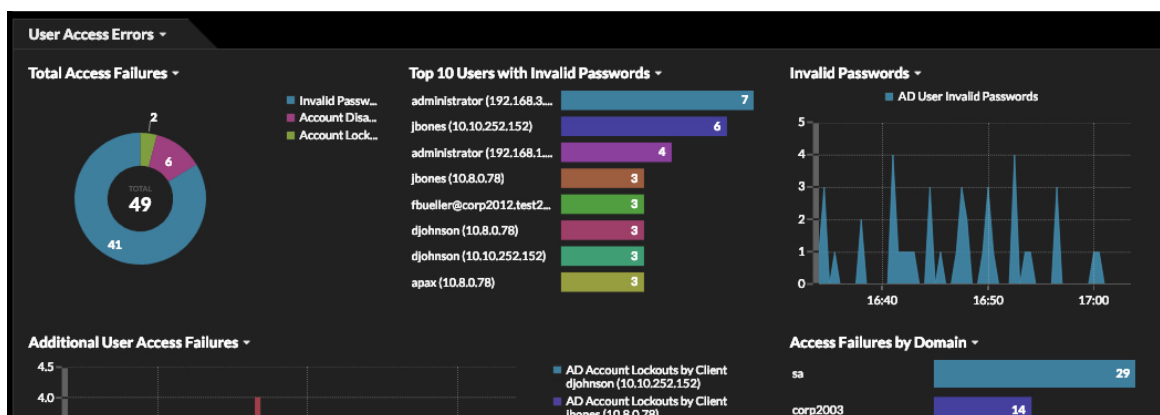 User Access Errors
Total Access Failures
Invalid Passw...
Account Disa...
Account Lock...
2
6
TOTAL
49
41
Top 10 Users with Invalid Passwords
administrator (192.168.3....
7
jbones (10.10.252.152)
6
administrator (192.168.1....
4
jbones (10.8.0.78)
3
fbueller@corp2012.test2...
3
djohnson (10.8.0.78)
3
djohnson (10.10.252.152)
3
apax (10.8.0.78)
3
Invalid Passwords
AD User Invalid Passwords
5
4
3
2
1
0
16:40
16:50
17:00
Additional User Access Failures
4.5
4.0
AD Account Lockouts by Client
djohnson (10.10.252.152)
AD Account Lockouts by Client
jbones (10.8.0.78)
Access Failures by Domain
sa
29
corp2003
14